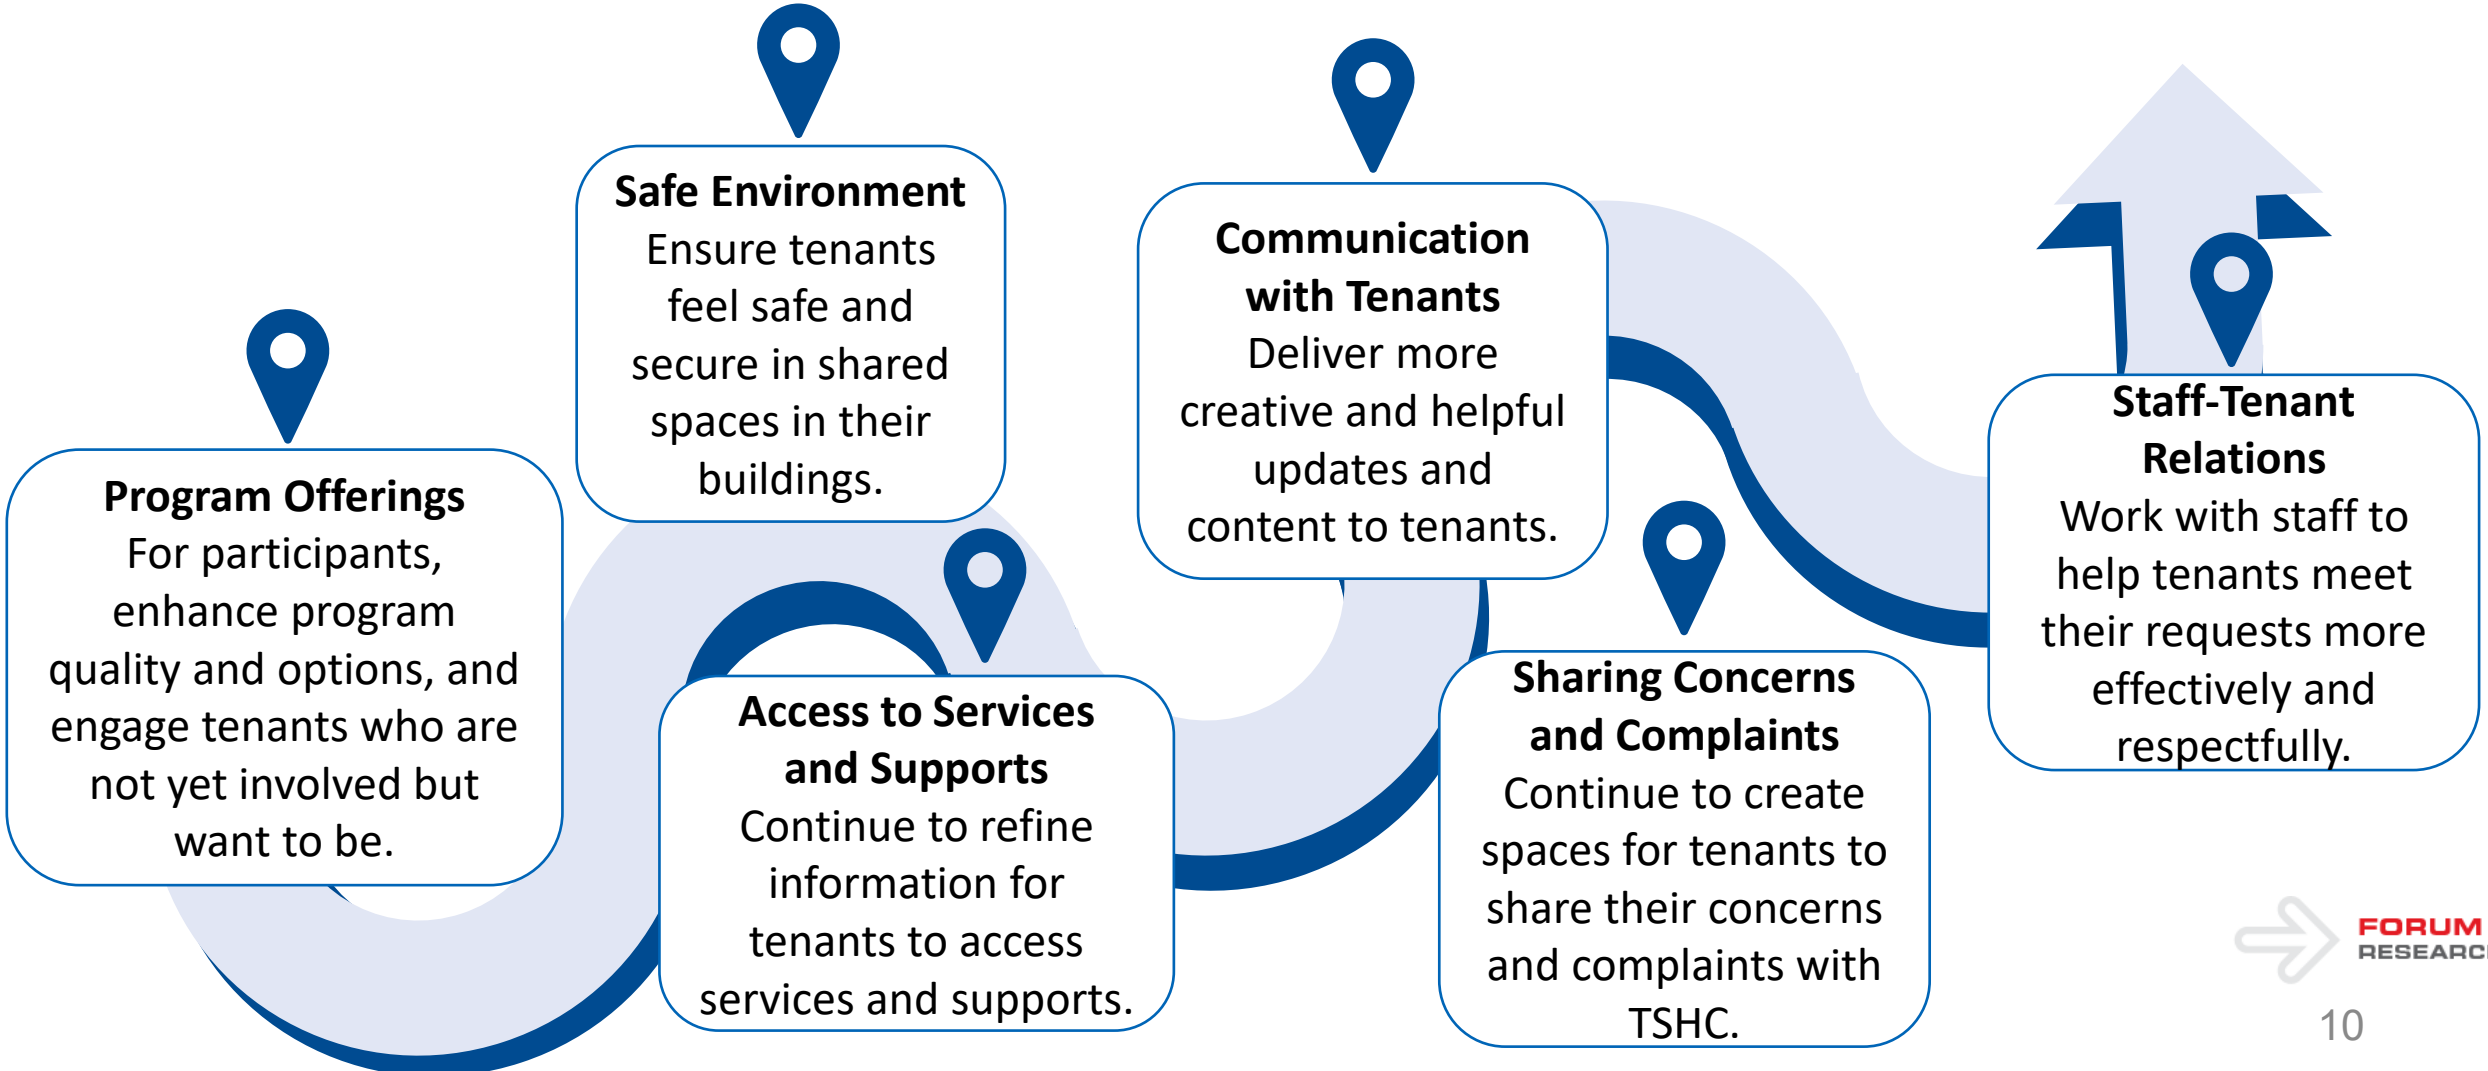 Program Offerings
For participants,
enhance program
quality and options, and
engage tenants who are
not yet involved but
want to be.
Safe Environment
Ensure tenants
feel safe and
secure in shared
spaces in their
buildings.
Access to Services
and Supports
Continue to refine
information for
tenants to access
services and supports.
Communication
with Tenants
Deliver more
creative and helpful
updates and
content to tenants.
Sharing Concerns
and Complaints
Continue to create
spaces for tenants to
share their concerns
and complaints with
TSHC.
Staff-Tenant
Relations
Work with staff to
help tenants meet
their requests more
effectively and
respectfully.
FORUM
RESEARC
10